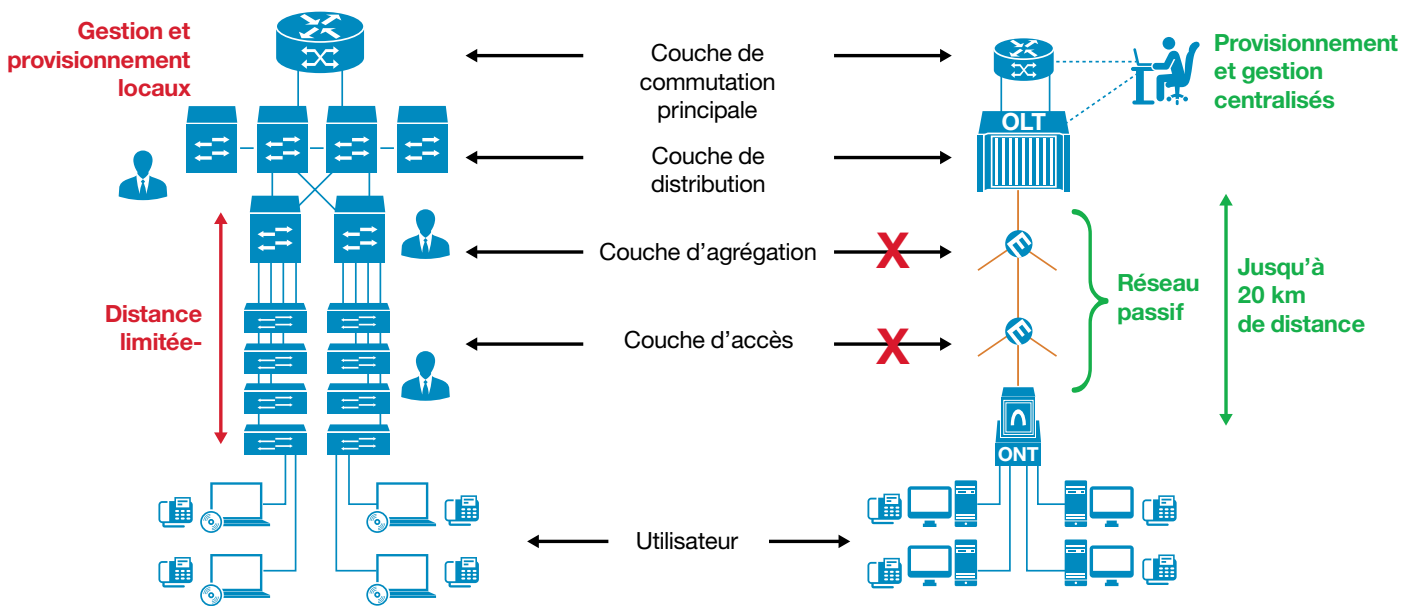 Gestion et
provisionnement
locaux
Couche de
commutation
principale
Provisionnement
et gestion
centralisés
OLT
Couche de
distribution
Couche d’agrégation
X
Distance
limitée-
Couche d’accès
X
Réseau
passif
Jusqu’à
20 km
de distance
ONT
Utilisateur